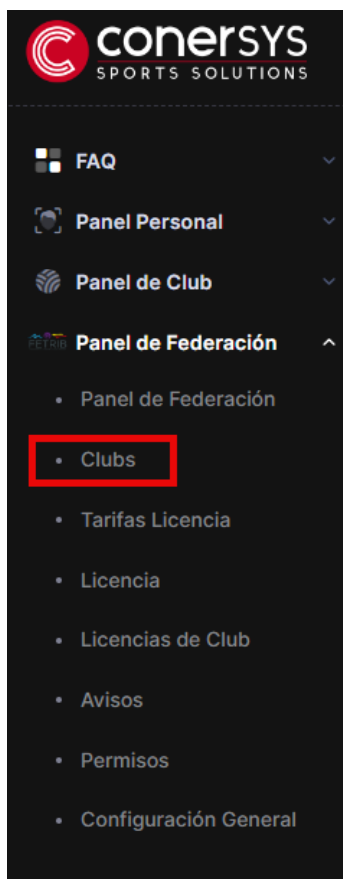 conersys
SPORTS SOLUTIONS
FAQ
Panel Personal
Panel de Club
FETRIB Panel de Federación
Panel de Federación
Clubs
Tarifas Licencia
Licencia
Licencias de Club
Avisos
Permisos
Configuración General